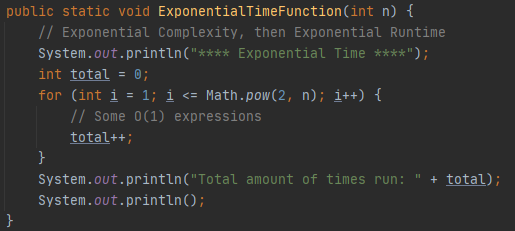 public static void ExponentialTimeFunction(int n) {
    // Exponential Complexity, then Exponential Runtime
    System.out.println("**** Exponential Time ****");
    int total = 0;
    for (int i = 1; i <= Math.pow(2, n); i++) {
        // Some O(1) expressions
        total++;
    }
    System.out.println("Total amount of times run: " + total);
    System.out.println();
}